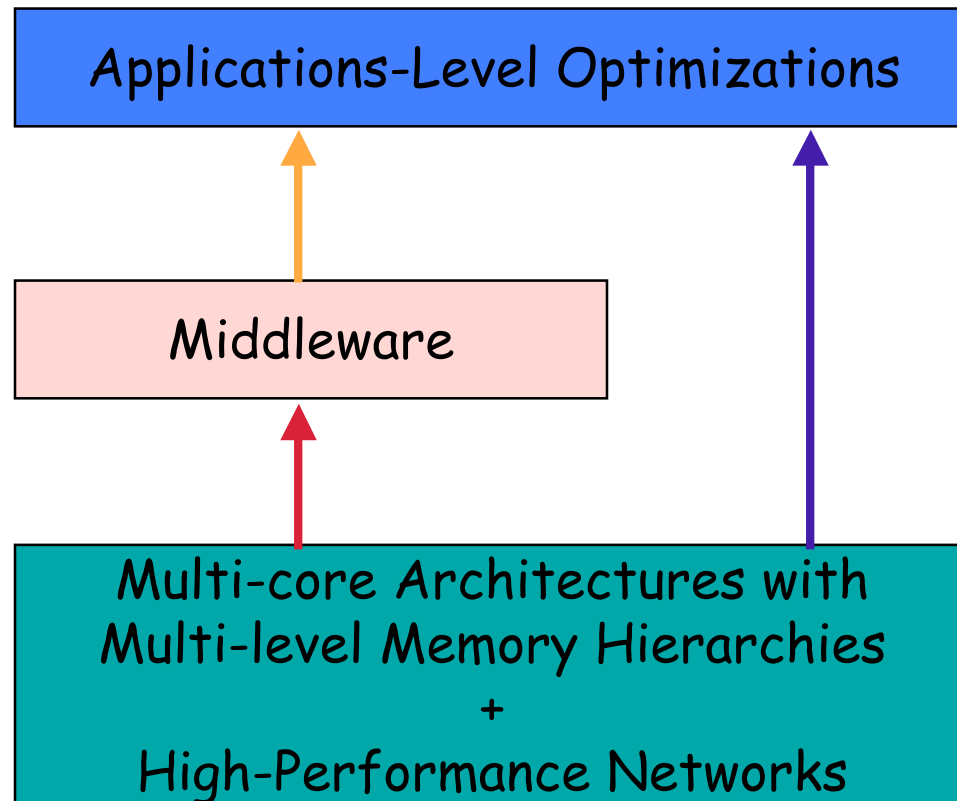 Applications-Level Optimizations
Middleware
Multi-core Architectures with
Multi-level Memory Hierarchies
+
High-Performance Networks